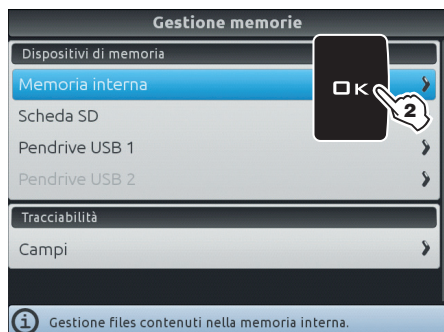 Gestione memorie
Dispositivi di memoria
Memoria interna
OK
2
Scheda SD
Pendrive USB 1
Pendrive USB 2
Tracciabilità
Campi
i Gestione files contenuti nella memoria interna.